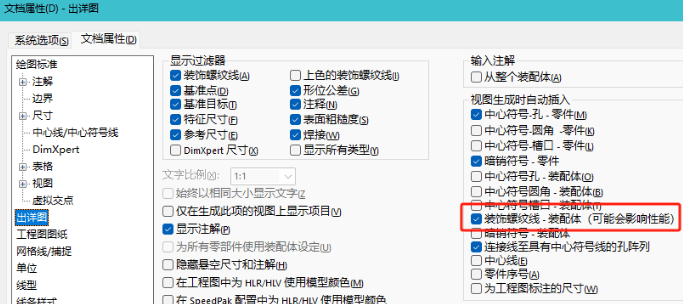 文档属性(D) - 出详图
系统选项(S) 文档属性(D)
绘图标准
注解
边界
尺寸
中心线/中心符号线
DimXpert
表格
视图
虚拟交点
出详图
工程图图纸
网格线/捕捉
单位
线型
线条样式
显示过滤器
装饰螺纹线(A)
上色的装饰螺纹线(I)
基准点(D)
形位公差(G)
基准目标(T)
注释(N)
特征尺寸(F)
表面粗糙度(S)
参考尺寸(E)
焊接(W)
DimXpert 尺寸(X)
显示所有类型(Y)
文字比例(X): 1:1
始终以相同大小显示文字(Z)
仅在生成此项的视图上显示项目(V)
显示注解(P)
为所有零部件使用装配体设定(U)
隐藏悬空尺寸和注解(H)
在工程图中为 HLR/HLV 使用模型颜色(M)
在 SpeedPak 配置中为 HLR/HLV 使用模型颜色
输入注解
从整个装配体(A)
视图生成时自动插入
中心符号-孔 - 零件(M)
中心符号-圆角 -零件(K)
中心符号-槽口 - 零件(L)
暗销符号 - 零件
中心符号孔 - 装配体(O)
中心符号圆角 - 装配体(B)
中心符号槽口 - 装配体(T)
装饰螺纹线 - 装配体（可能会影响性能）
暗销符号 - 装配体
连接线至具有中心符号线的孔阵列
中心线(E)
零件序号(A)
为工程图标注的尺寸(W)